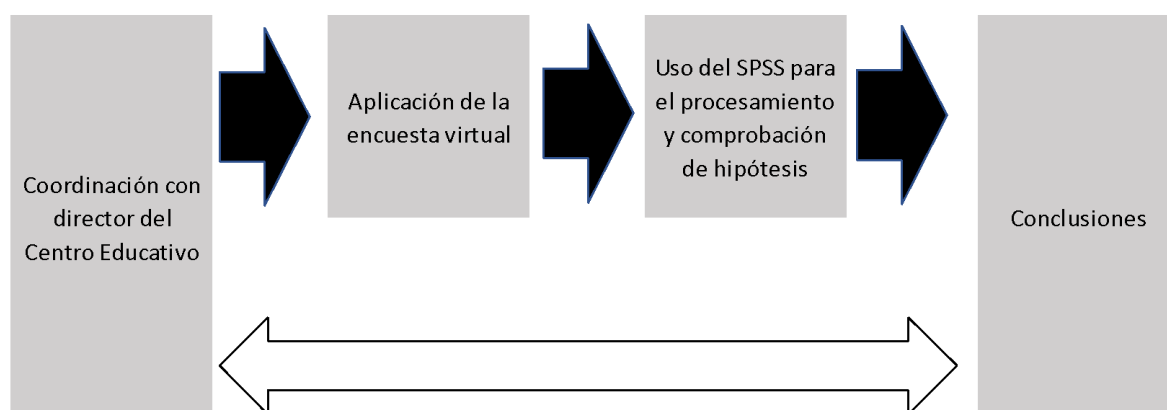 Coordinación con
director del
Centro Educativo
Aplicación de la
encuesta virtual
Uso del SPSS para
el procesamiento
y comprobación
de hipótesis
Conclusiones